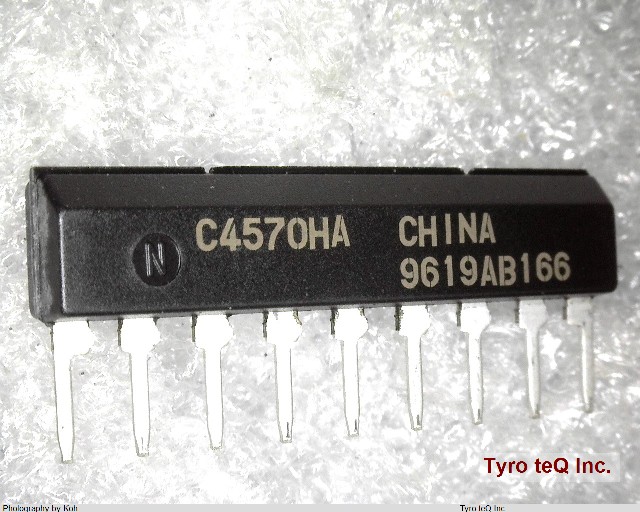 C4570HA CHINA
N 9619AB166
Tyro teQ Inc.
Photography by Koh Tyro teQ Inc